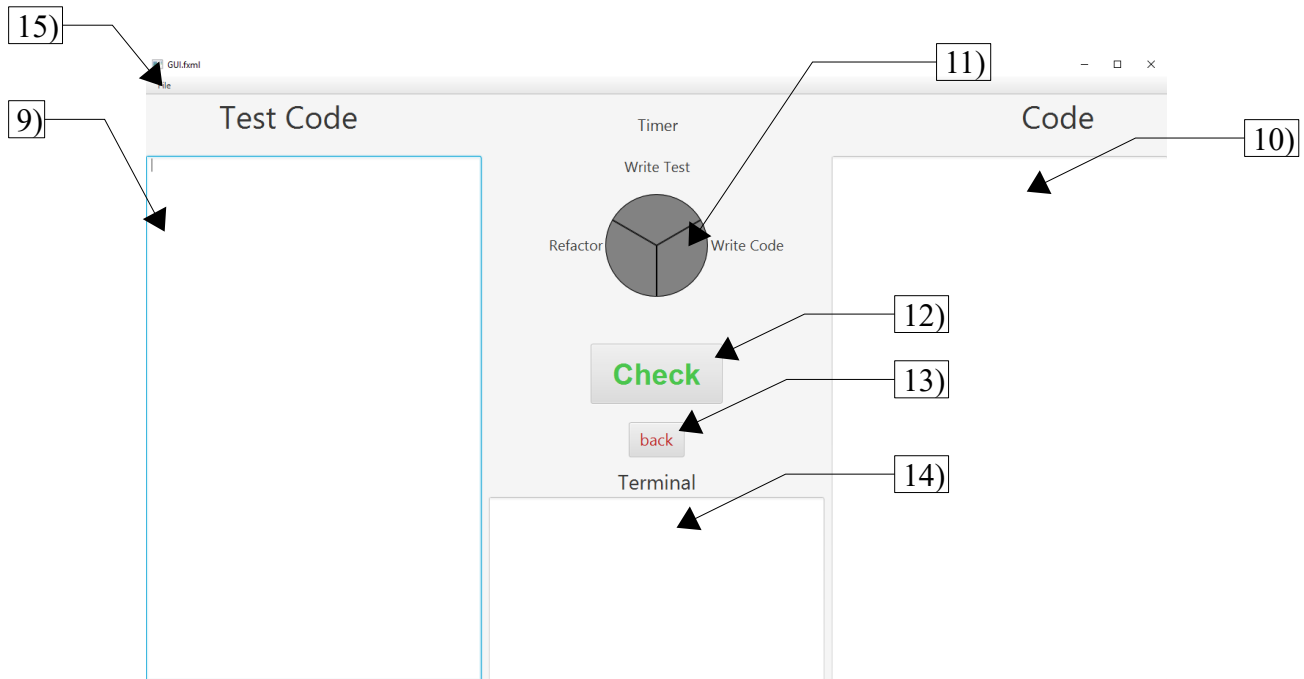 15)
GUI.fxml
11)
File
9)
Test Code
Timer
Code
10)
Write Test
Refactor
Write Code
12)
Check
13)
back
14)
Terminal